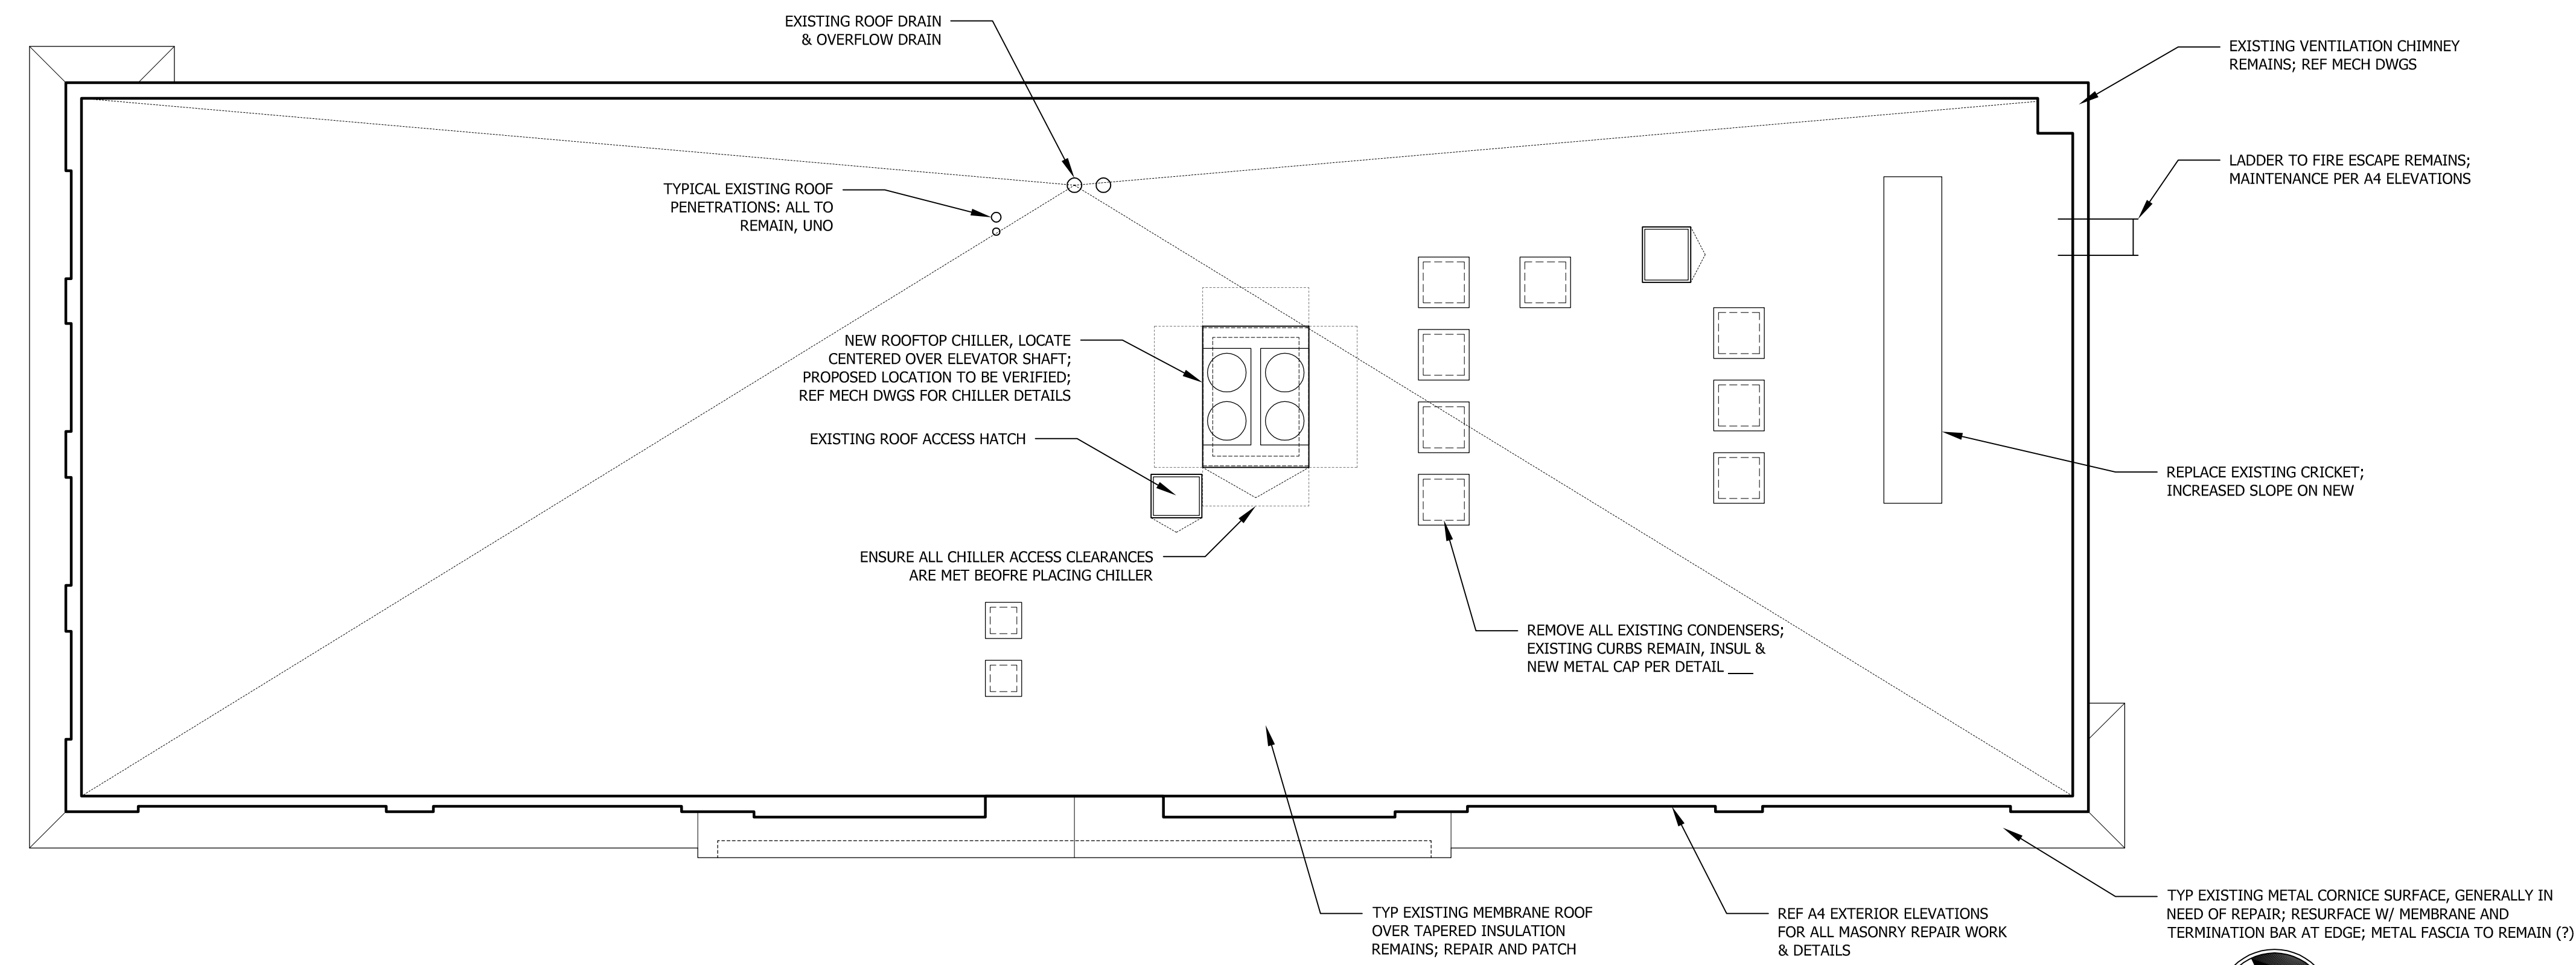 EXISTING ROOF DRAIN
& OVERFLOW DRAIN
EXISTING VENTILATION CHIMNEY
REMAINS; REF MECH DWGS
LADDER TO FIRE ESCAPE REMAINS;
MAINTENANCE PER A4 ELEVATIONS
TYPICAL EXISTING ROOF
PENETRATIONS: ALL TO
REMAIN, UNO
NEW ROOFTOP CHILLER, LOCATE
CENTERED OVER ELEVATOR SHAFT;
PROPOSED LOCATION TO BE VERIFIED;
REF MECH DWGS FOR CHILLER DETAILS
EXISTING ROOF ACCESS HATCH
REPLACE EXISTING CRICKET;
INCREASED SLOPE ON NEW
ENSURE ALL CHILLER ACCESS CLEARANCES
ARE MET BEOFRE PLACING CHILLER
REMOVE ALL EXISTING CONDENSERS;
EXISTING CURBS REMAIN, INSUL &
NEW METAL CAP PER DETAIL ___
TYP EXISTING MEMBRANE ROOF
OVER TAPERED INSULATION
REMAINS; REPAIR AND PATCH
REF A4 EXTERIOR ELEVATIONS
FOR ALL MASONRY REPAIR WORK
& DETAILS
TYP EXISTING METAL CORNICE SURFACE, GENERALLY IN
NEED OF REPAIR; RESURFACE W/ MEMBRANE AND
TERMINATION BAR AT EDGE; METAL FASCIA TO REMAIN (?)